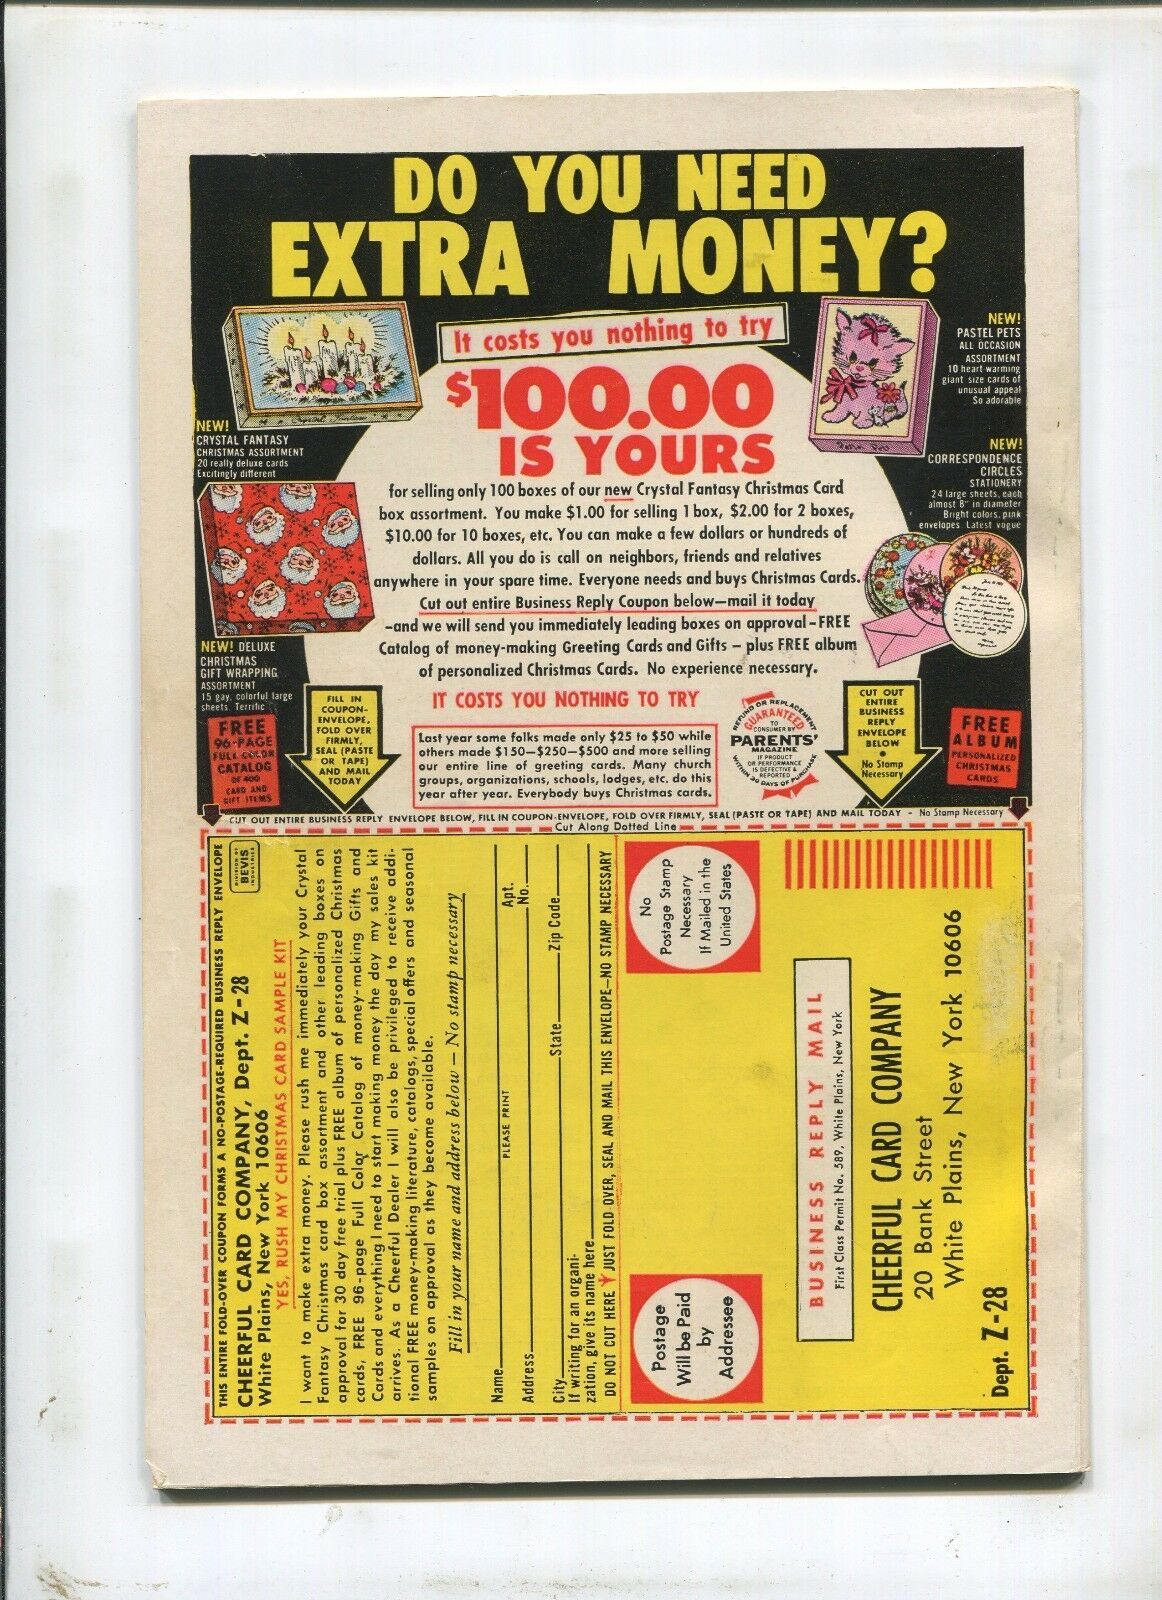 DO YOU NEED
EXTRA MONEY?
It costs you nothing to try
$100.00
IS YOURS
for selling only 100 boxes of our new Crystal Fantasy Christmas Card
box assortment. You make $1.00 for selling 1 box, $2.00 for 2 boxes,
$10.00 for 10 boxes, etc. You can make a few dollars or hundreds of
dollars. All you do is call on neighbors, friends and relatives
anywhere in your spare time. Everyone needs and buys Christmas Cards.
Cut out entire Business Reply Coupon below—mail it today
-and we will send you immediately leading boxes on approval-FREE
Catalog of money-making Greeting Cards and Gifts — plus FREE album
of personalized Christmas Cards. No experience necessary.
IT COSTS YOU NOTHING TO TRY
Last year some folks made only $25 to $50 while
others made $150—$250—$500 and more selling
our entire line of greeting cards. Many church
groups, organizations, schools, lodges, etc. do this
year after year. Everybody buys Christmas cards.
NEW!
CRYSTAL FANTASY
CHRISTMAS ASSORTMENT
20 really deluxe cards
Excitingly different
NEW! DELUXE
CHRISTMAS
GIFT WRAPPING
ASSORTMENT
15 gay, colorful large
sheets. Terrific
NEW!
PASTEL PETS
ALL OCCASION
ASSORTMENT
10 heart warming
giant size cards of
unusual appeal
So adorable
NEW!
CORRESPONDENCE
CIRCLES
STATIONERY
24 large sheets, each
almost 8" in diameter
Bright colors, pink
envelopes. Latest vogue
FREE
96-PAGE
FULL COLOR
CATALOG
OF 400
CARD AND
GIFT ITEMS
FILL IN
COUPON-
ENVELOPE,
FOLD OVER
FIRMLY,
SEAL (PASTE
OR TAPE)
AND MAIL
TODAY
REFUND OR REPLACEMENT
GUARANTEED
TO
CONSUMER BY
PARENTS'
MAGAZINE
IF PRODUCT
OR PERFORMANCE
IS DEFECTIVE &
REPORTED
WITHIN 30 DAYS OF PURCHASE
CUT OUT
ENTIRE
BUSINESS
REPLY
ENVELOPE
BELOW
•
No Stamp
Necessary
FREE
ALBUM
PERSONALIZED
CHRISTMAS
CARDS
CUT OUT ENTIRE BUSINESS REPLY ENVELOPE BELOW, FILL IN COUPON-ENVELOPE, FOLD OVER FIRMLY, SEAL (PASTE OR TAPE) AND MAIL TODAY - No Stamp Necessary
Cut Along Dotted Line
THIS ENTIRE FOLD-OVER COUPON FORMS A NO-POSTAGE-REQUIRED BUSINESS REPLY ENVELOPE
CHEERFUL CARD COMPANY, Dept. Z-28
White Plains, New York 10606
DIVISION OF
BEVIS
INDUSTRIES
YES, RUSH MY CHRISTMAS CARD SAMPLE KIT
I want to make extra money. Please rush me immediately your Crystal
Fantasy Christmas card box assortment and other leading boxes on
approval for 30 day free trial plus FREE album of personalized Christmas
cards, FREE 96-page Full Color Catalog of money-making Gifts and
Cards and everything I need to start making money the day my sales kit
arrives. As a Cheerful Dealer I will also be privileged to receive addi-
tional FREE money-making literature, catalogs, special offers and seasonal
samples on approval as they become available.
Fill in your name and address below — No stamp necessary
Name
PLEASE PRINT
Address
Apt.
No.
City
State
Zip Code
If writing for an organi-
zation, give its name here
DO NOT CUT HERE JUST FOLD OVER, SEAL AND MAIL THIS ENVELOPE—NO STAMP NECESSARY
Postage
Will be Paid
by
Addressee
No
Postage Stamp
Necessary
If Mailed in the
United States
BUSINESS REPLY MAIL
First Class Permit No. 589, White Plains, New York
CHEERFUL CARD COMPANY
20 Bank Street
White Plains, New York 10606
Dept. Z-28